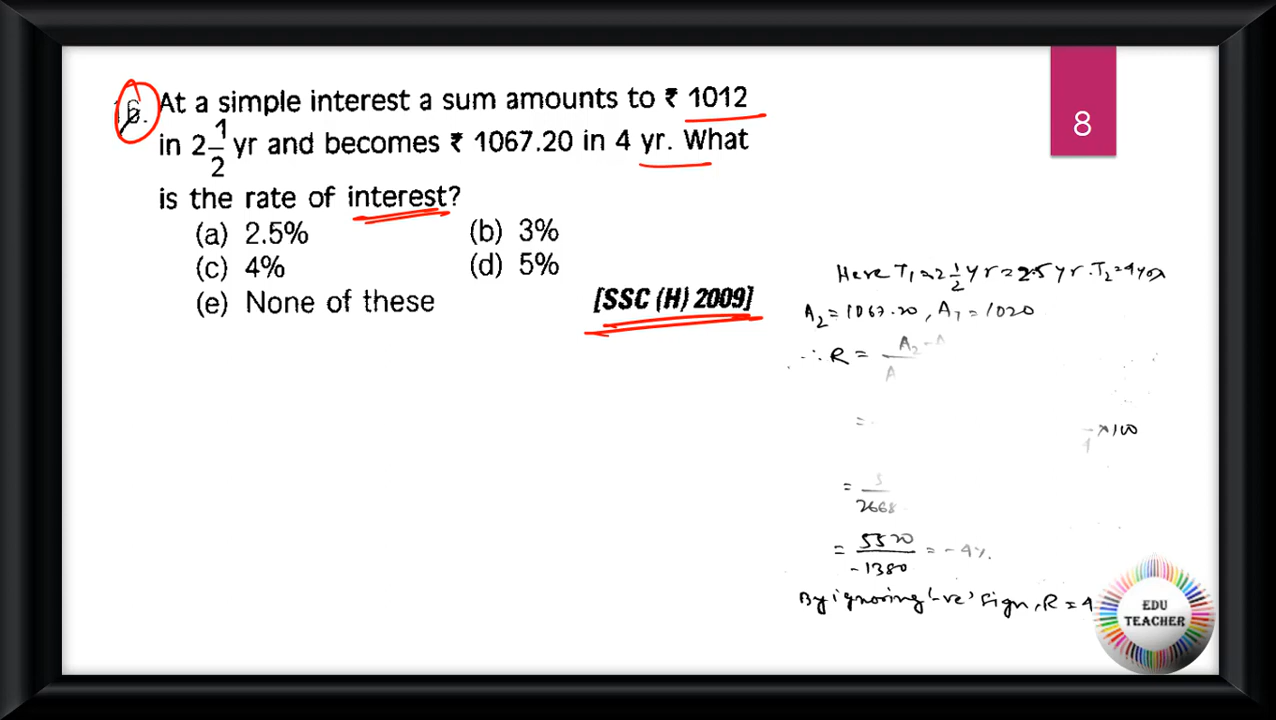 16. At a simple interest a sum amounts to ₹ 1012
8
in 2 1/2 yr and becomes ₹ 1067.20 in 4 yr. What
is the rate of interest?
(a) 2.5% (b) 3%
(c) 4% (d) 5%
(e) None of these [SSC (H) 2009]
Here T₁ = 2 1/2 yr = 2.5 yr. T₂ = 4 yr
A₂ = 1067.20, A₁ = 1020
∴ R = A₂ - A
=
× 100
= 2668
= 5520 / -1380 = -4%.
By ignoring '-ve' sign, R = 4
EDU
TEACHER